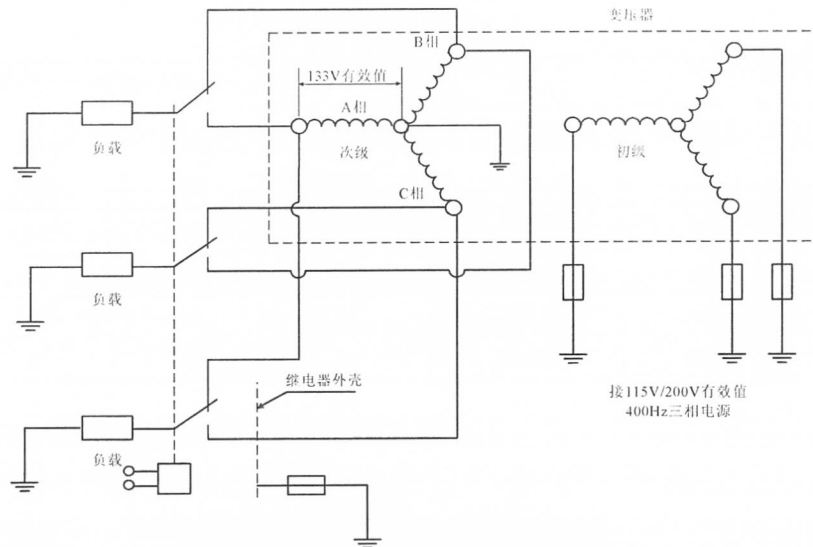 变压器
B相
133V有效值
A相
负载
次级
初级
C相
负载
继电器外壳
接115V/200V有效值
400Hz三相电源
负载